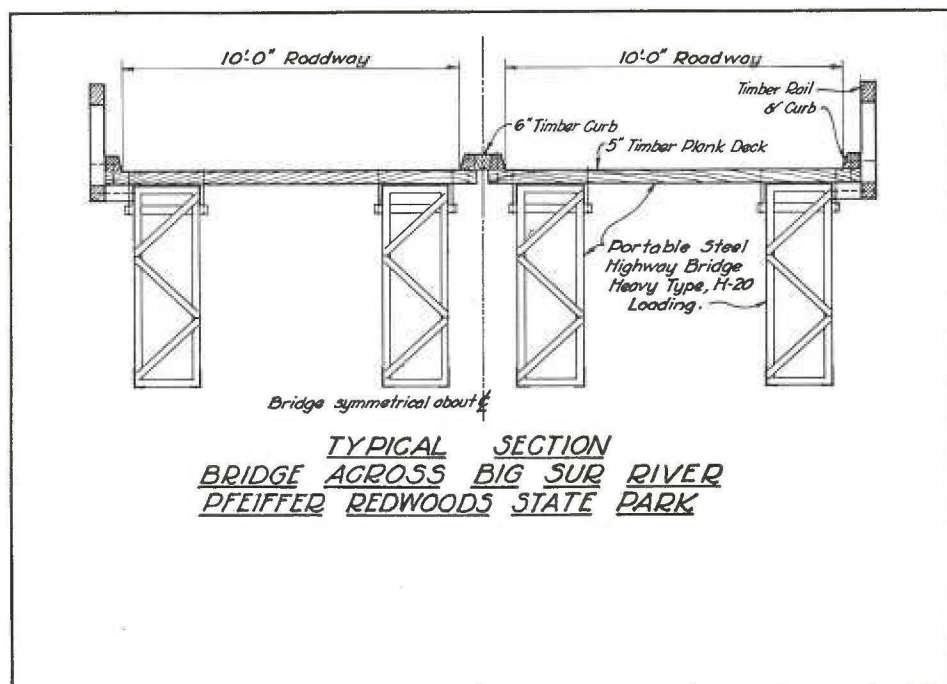 10'-0" Roadway
10'-0" Roadway
Timber Rail
& Curb
6" Timber Curb
5" Timber Plank Deck
Portable Steel
Highway Bridge
Heavy Type, H-20
Loading.
Bridge symmetrical about ℄
TYPICAL SECTION
BRIDGE ACROSS BIG SUR RIVER
PFEIFFER REDWOODS STATE PARK